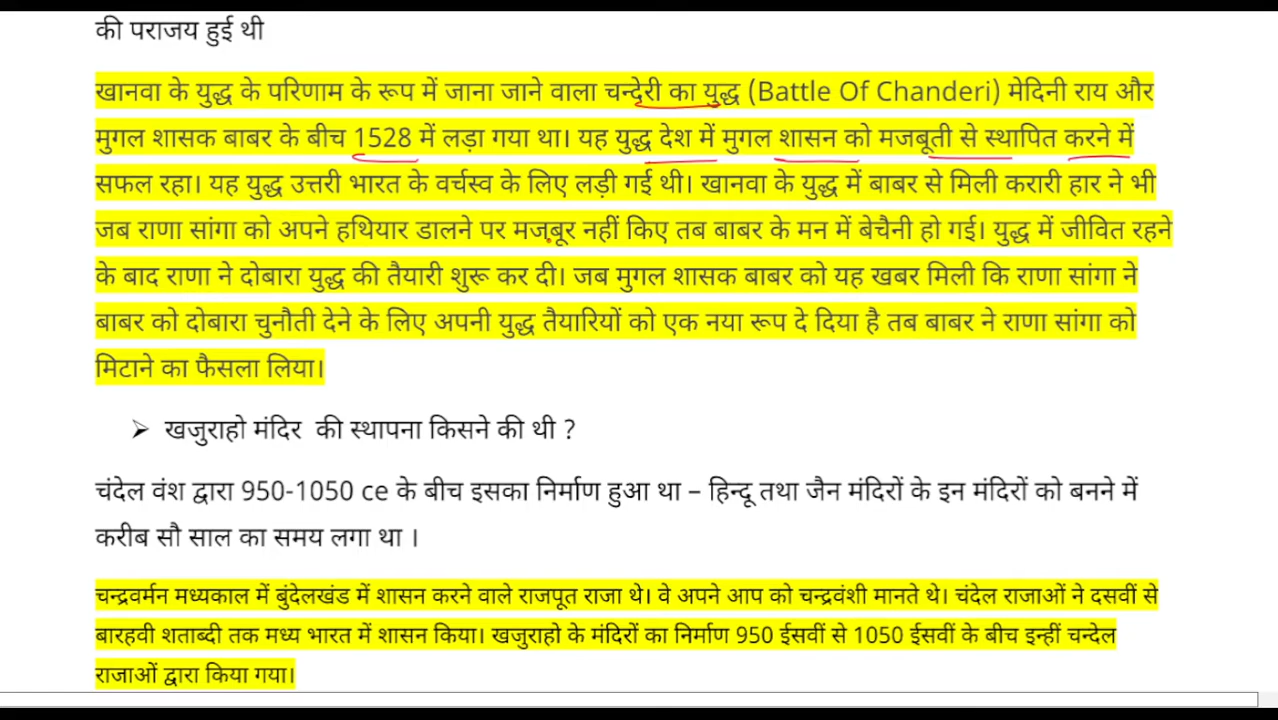 की पराजय हुई थी
खानवा के युद्ध के परिणाम के रूप में जाना जाने वाला चन्देरी का युद्ध (Battle Of Chanderi) मेदिनी राय और
मुगल शासक बाबर के बीच 1528 में लड़ा गया था। यह युद्ध देश में मुगल शासन को मजबूती से स्थापित करने में
सफल रहा। यह युद्ध उत्तरी भारत के वर्चस्व के लिए लड़ी गई थी। खानवा के युद्ध में बाबर से मिली करारी हार ने भी
जब राणा सांगा को अपने हथियार डालने पर मजबूर नहीं किए तब बाबर के मन में बेचैनी हो गई। युद्ध में जीवित रहने
के बाद राणा ने दोबारा युद्ध की तैयारी शुरू कर दी। जब मुगल शासक बाबर को यह खबर मिली कि राणा सांगा ने
बाबर को दोबारा चुनौती देने के लिए अपनी युद्ध तैयारियों को एक नया रूप दे दिया है तब बाबर ने राणा सांगा को
मिटाने का फैसला लिया।
➢ खजुराहो मंदिर की स्थापना किसने की थी ?
चंदेल वंश द्वारा 950-1050 ce के बीच इसका निर्माण हुआ था – हिन्दू तथा जैन मंदिरों के इन मंदिरों को बनने में
करीब सौ साल का समय लगा था ।
चन्द्रवर्मन मध्यकाल में बुंदेलखंड में शासन करने वाले राजपूत राजा थे। वे अपने आप को चन्द्रवंशी मानते थे। चंदेल राजाओं ने दसवीं से
बारहवी शताब्दी तक मध्य भारत में शासन किया। खजुराहो के मंदिरों का निर्माण 950 ईसवीं से 1050 ईसवीं के बीच इन्हीं चन्देल
राजाओं द्वारा किया गया।